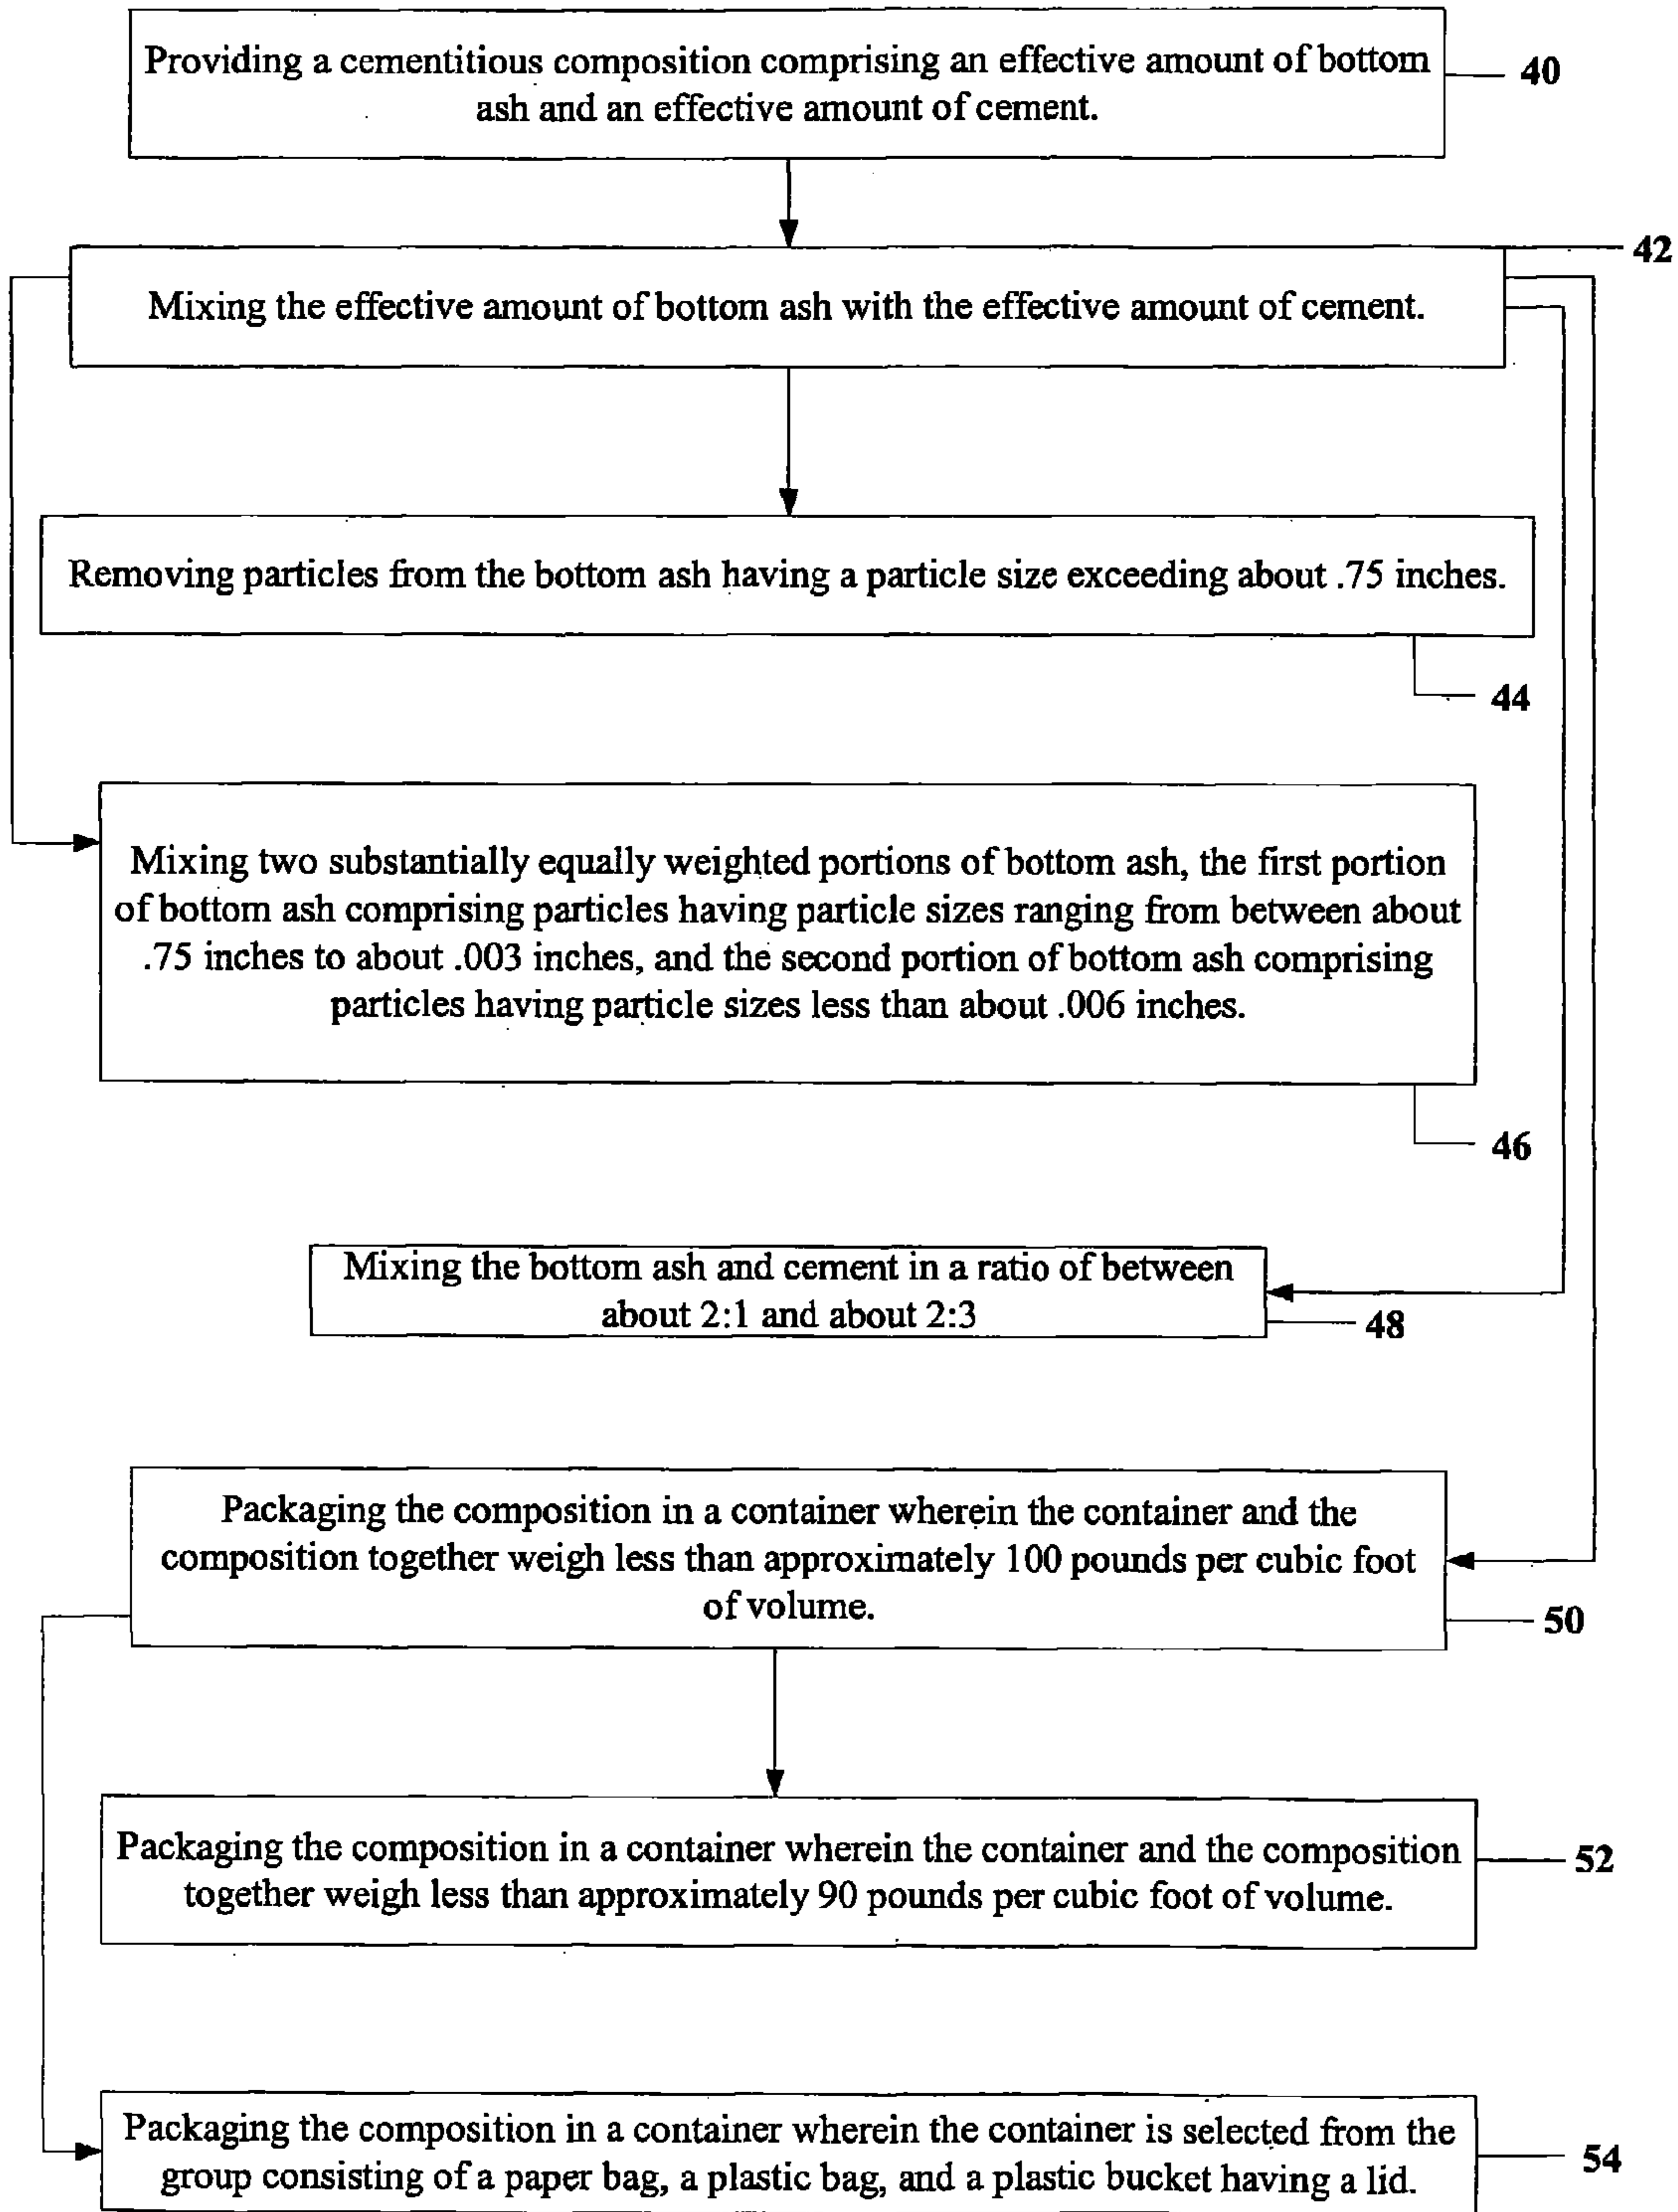 Providing a cementitious composition comprising an effective amount of bottom
ash and an effective amount of cement.
40
42
Mixing the effective amount of bottom ash with the effective amount of cement.
Removing particles from the bottom ash having a particle size exceeding about .75 inches.
44
Mixing two substantially equally weighted portions of bottom ash, the first portion
of bottom ash comprising particles having particle sizes ranging from between about
.75 inches to about .003 inches, and the second portion of bottom ash comprising
particles having particle sizes less than about .006 inches.
46
Mixing the bottom ash and cement in a ratio of between
about 2:1 and about 2:3
48
Packaging the composition in a container wherein the container and the
composition together weigh less than approximately 100 pounds per cubic foot
of volume.
50
Packaging the composition in a container wherein the container and the composition
together weigh less than approximately 90 pounds per cubic foot of volume.
52
Packaging the composition in a container wherein the container is selected from the
group consisting of a paper bag, a plastic bag, and a plastic bucket having a lid.
54